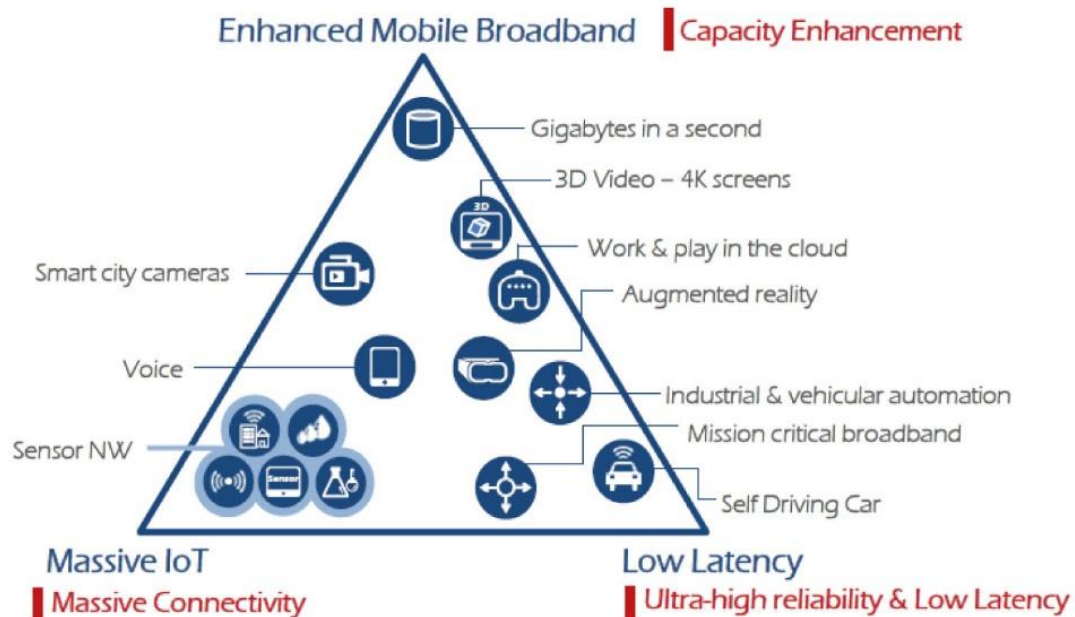 Enhanced Mobile Broadband
Capacity Enhancement
Gigabytes in a second
3D Video – 4K screens
3D
Work & play in the cloud
Smart city cameras
Augmented reality
Voice
Industrial & vehicular automation
Mission critical broadband
Sensor NW
Sensor
Self Driving Car
Massive IoT
Low Latency
Massive Connectivity
Ultra-high reliability & Low Latency